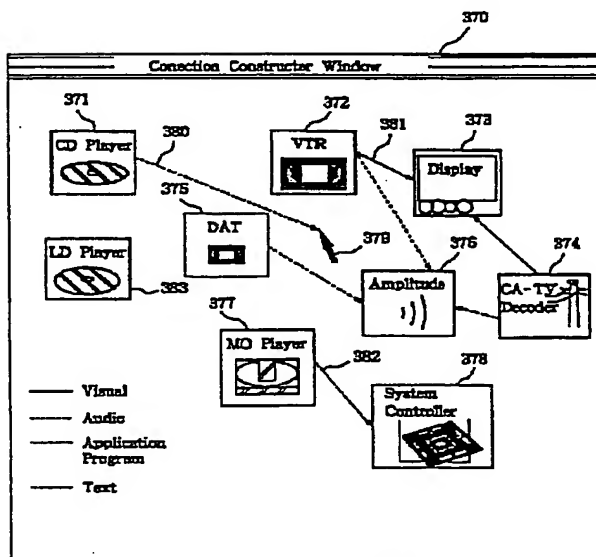 370
Conection Constructer Window
371
380
CD Player
372
VTR
381
373
Display
375
DAT
379
376
Amplitude
374
CA-TV
Decoder
LD Player
383
377
MO Player
382
378
System
Controller
Visual
Audio
Application
Program
Text